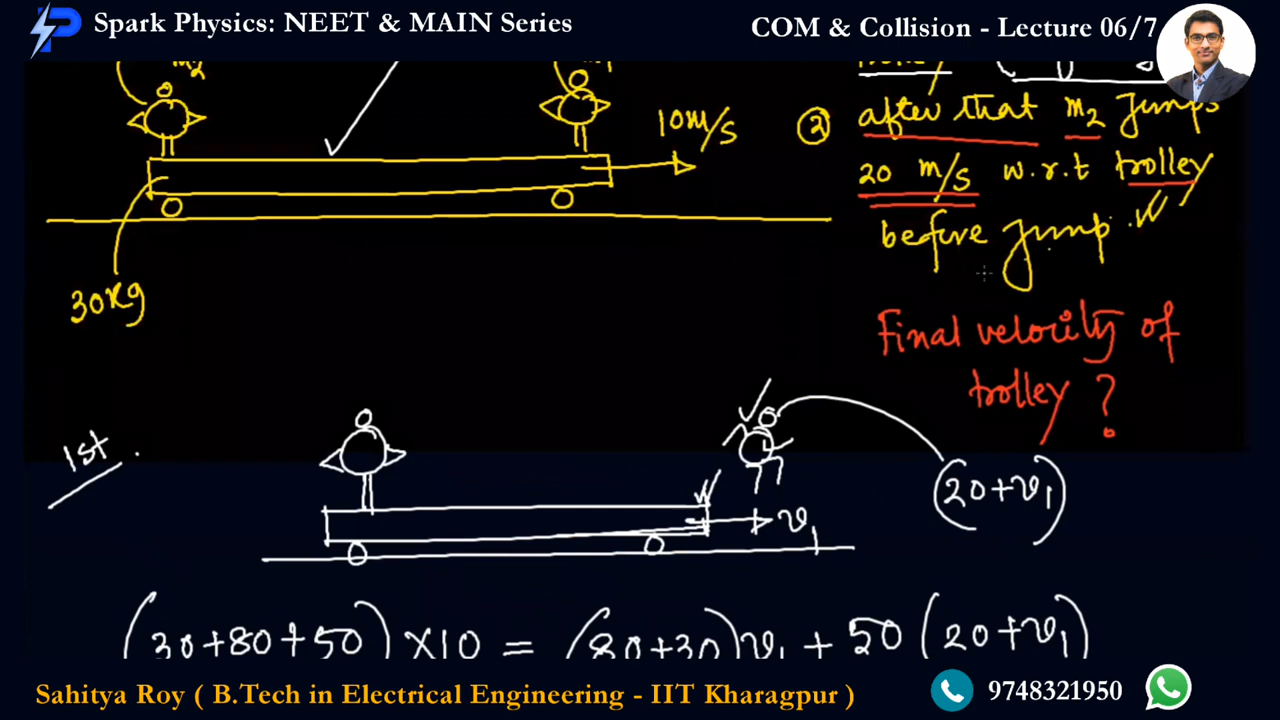 Spark Physics: NEET & MAIN Series
COM & Collision - Lecture 06/7
m2
10m/s
② after that m2 jumps
20 m/s w.r.t trolley
before jump.
30kg
Final velocity of
trolley ?
1st .
(20+v1)
v1
(30+80+50) ×10 = (80+30)v1 + 50 (20+v1)
Sahitya Roy ( B.Tech in Electrical Engineering - IIT Kharagpur )
9748321950